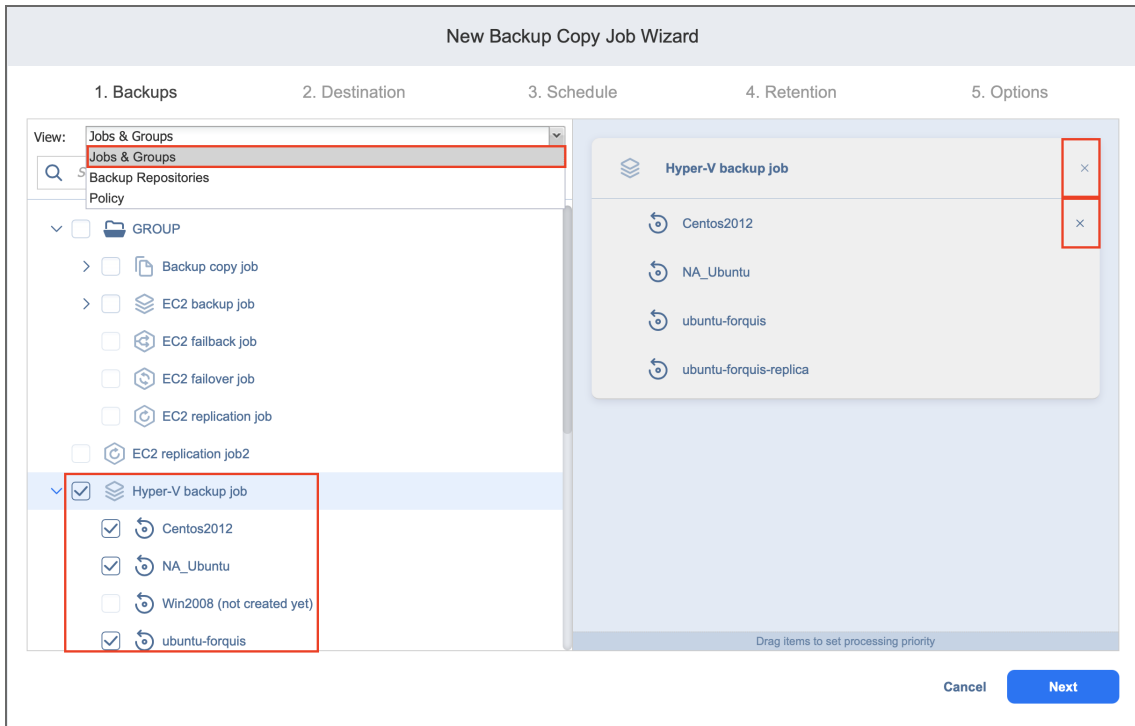 New Backup Copy Job Wizard
1. Backups 2. Destination 3. Schedule 4. Retention 5. Options
View: Jobs & Groups
Jobs & Groups
Backup Repositories
Policy
GROUP
Backup copy job
EC2 backup job
EC2 failback job
EC2 failover job
EC2 replication job
EC2 replication job2
Hyper-V backup job
Centos2012
NA_Ubuntu
Win2008 (not created yet)
ubuntu-forquis
Hyper-V backup job
Centos2012
NA_Ubuntu
ubuntu-forquis
ubuntu-forquis-replica
Drag items to set processing priority
Cancel Next